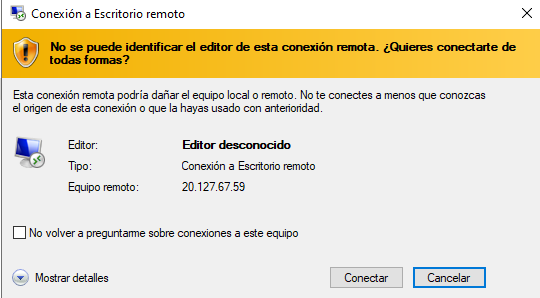 Conexión a Escritorio remoto
No se puede identificar el editor de esta conexión remota. ¿Quieres conectarte de
todas formas?
Esta conexión remota podría dañar el equipo local o remoto. No te conectes a menos que conozcas
el origen de esta conexión o que la hayas usado con anterioridad.
Editor: Editor desconocido
Tipo: Conexión a Escritorio remoto
Equipo remoto: 20.127.67.59
No volver a preguntarme sobre conexiones a este equipo
Mostrar detalles Conectar Cancelar